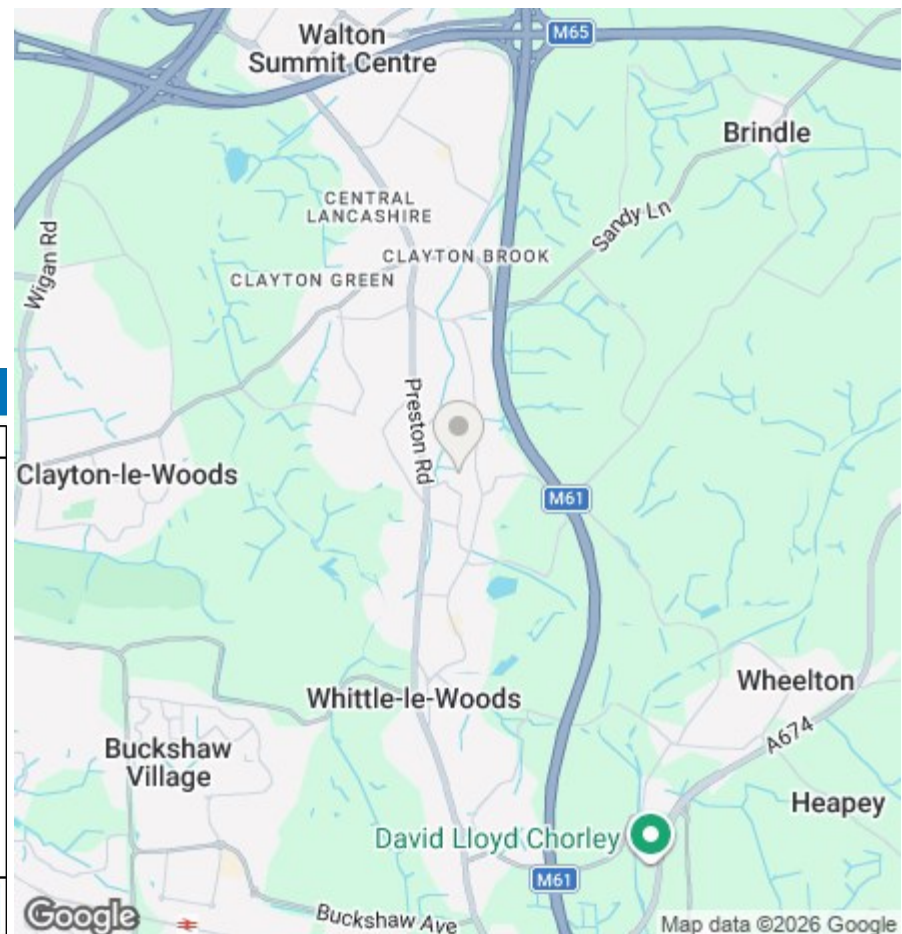 M65
Walton
Summit Centre
Brindle
CENTRAL
LANCASHIRE
Sandy Ln
CLAYTON BROOK
Wigan Rd
CLAYTON GREEN
Preston Rd
Clayton-le-Woods
M61
Wheelton
Whittle-le-Woods
A674
Buckshaw
Village
Heapey
David Lloyd Chorley
M61
Google
Buckshaw Ave
Map data ©2026 Google